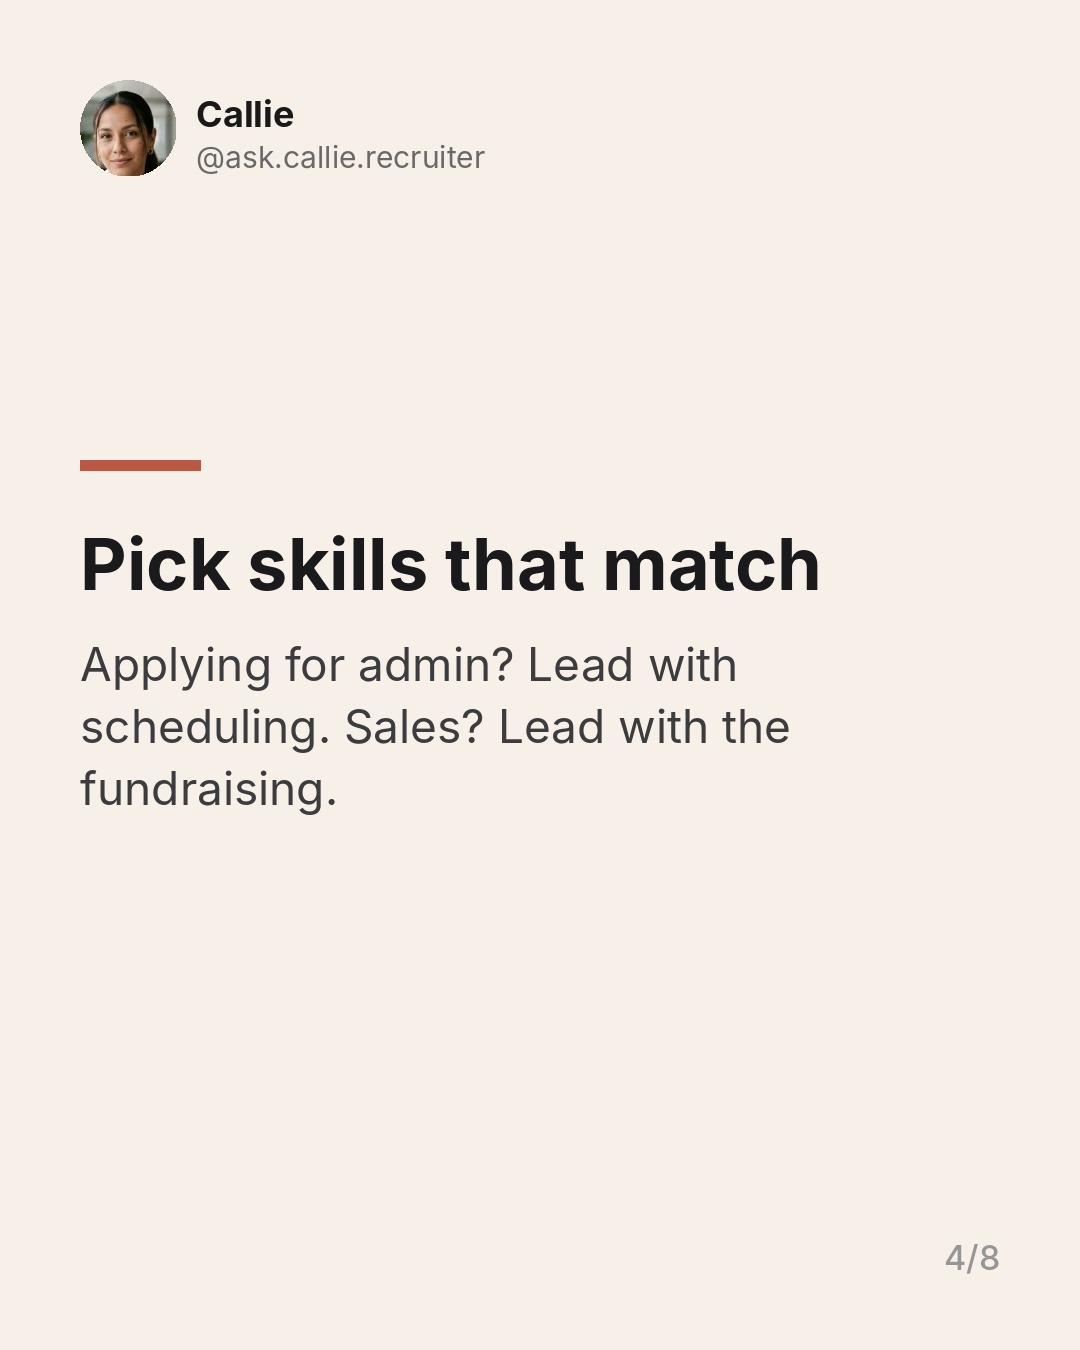 Callie
@ask.callie.recruiter
Pick skills that match
Applying for admin? Lead with
scheduling. Sales? Lead with the
fundraising.
4/8